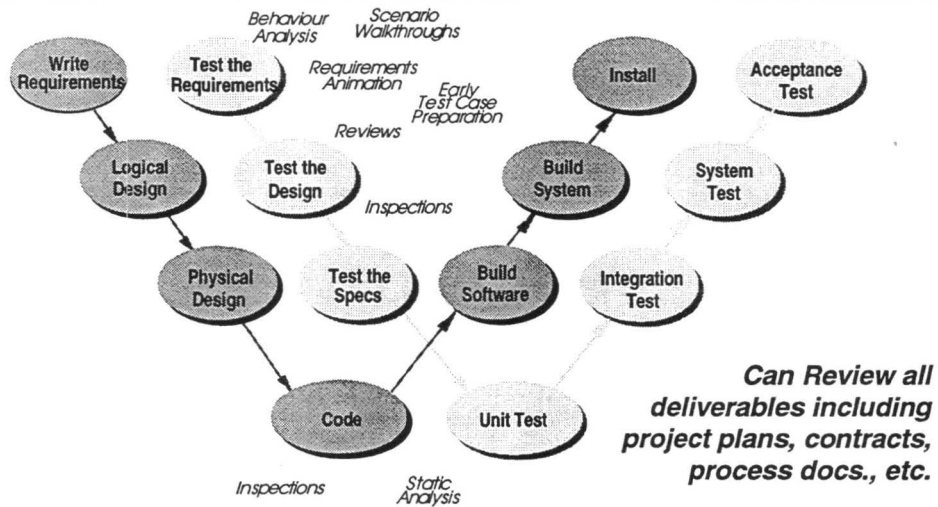 Behaviour
Analysis
Scenario
Walkthroughs
Write
Requirements
Test the
Requirements
Requirements
Animation
Early
Test Case
Preparation
Install
Acceptance
Test
Reviews
Logical
Design
Test the
Design
Build
System
System
Test
Inspections
Physical
Design
Test the
Specs
Build
Software
Integration
Test
Code
Unit Test
Can Review all
deliverables including
project plans, contracts,
process docs., etc.
Inspections
Static
Analysis